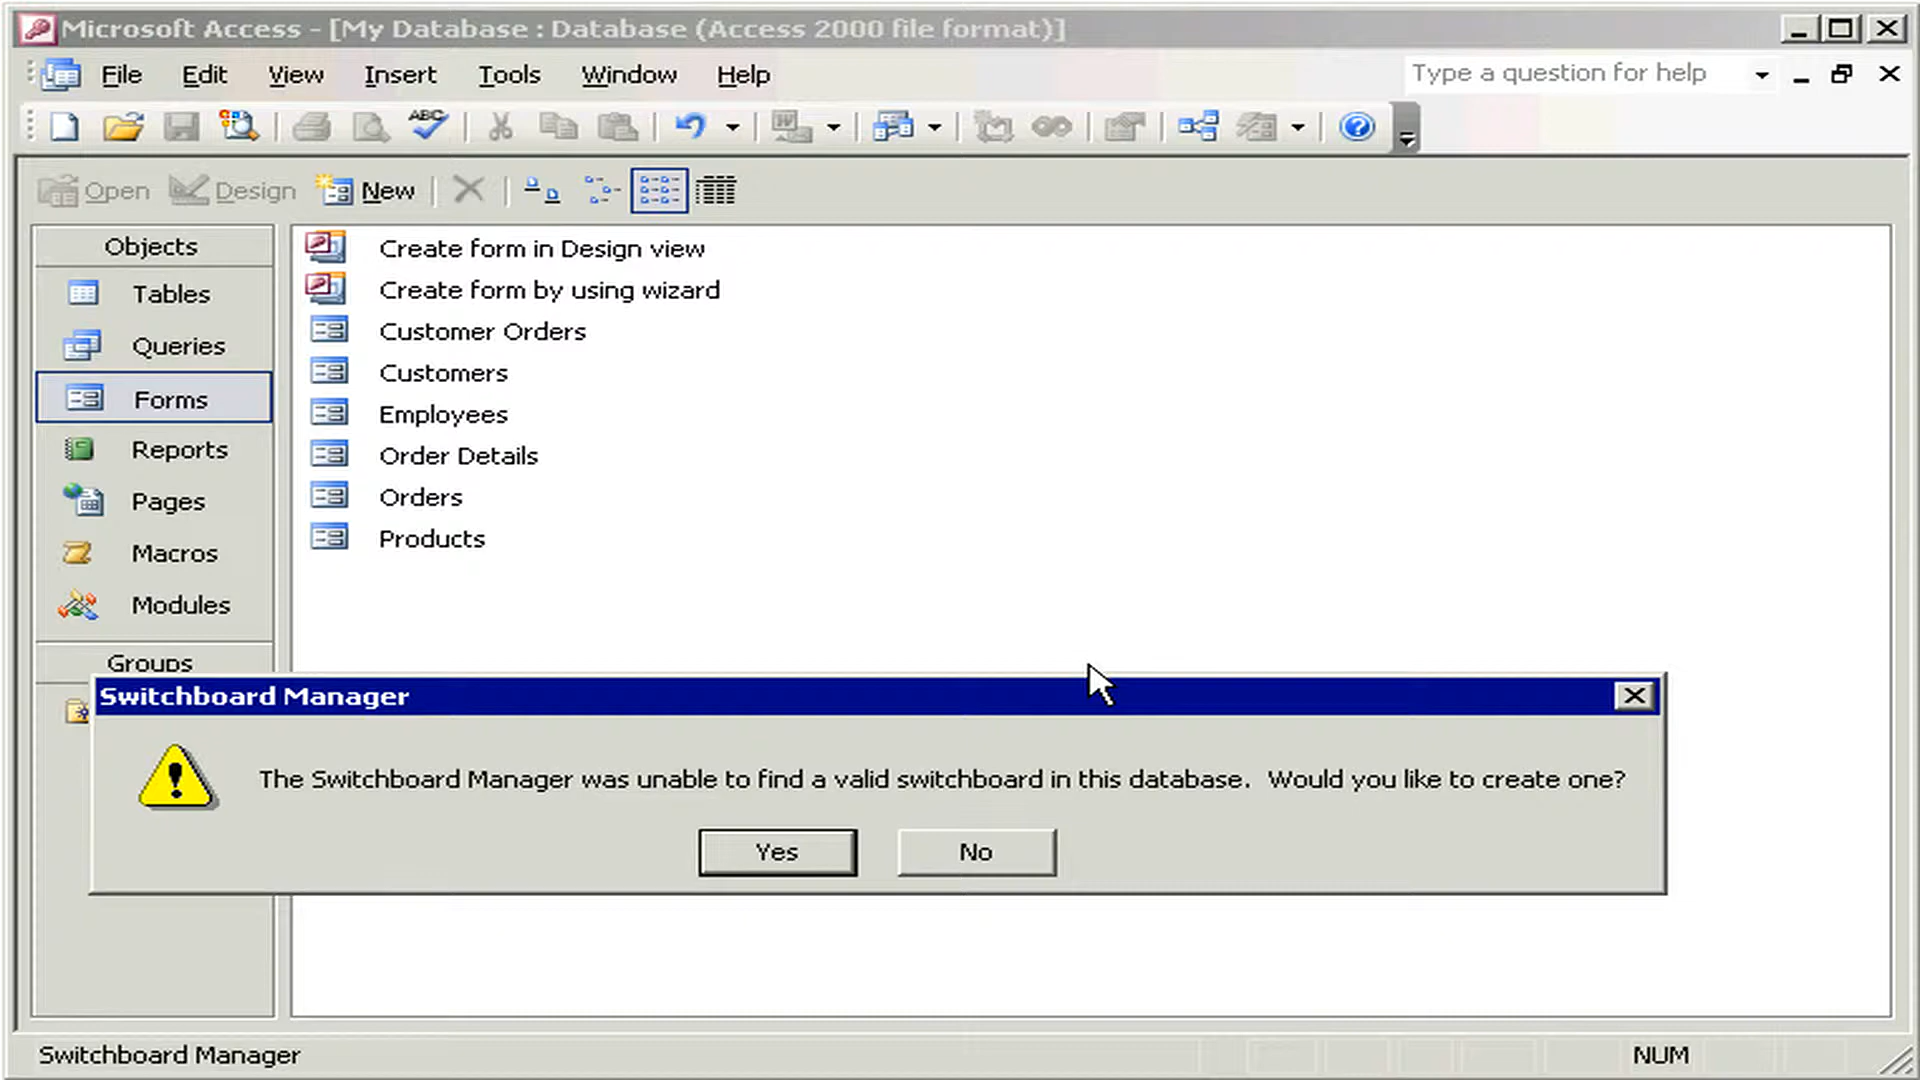 Microsoft Access - [My Database : Database (Access 2000 file format)]
File Edit View Insert Tools Window Help
Type a question for help
ABC
W
Open Design New
Objects
Tables
Queries
Forms
Reports
Pages
Macros
Modules
Groups
Create form in Design view
Create form by using wizard
Customer Orders
Customers
Employees
Order Details
Orders
Products
Switchboard Manager
The Switchboard Manager was unable to find a valid switchboard in this database. Would you like to create one?
Yes No
Switchboard Manager
NUM